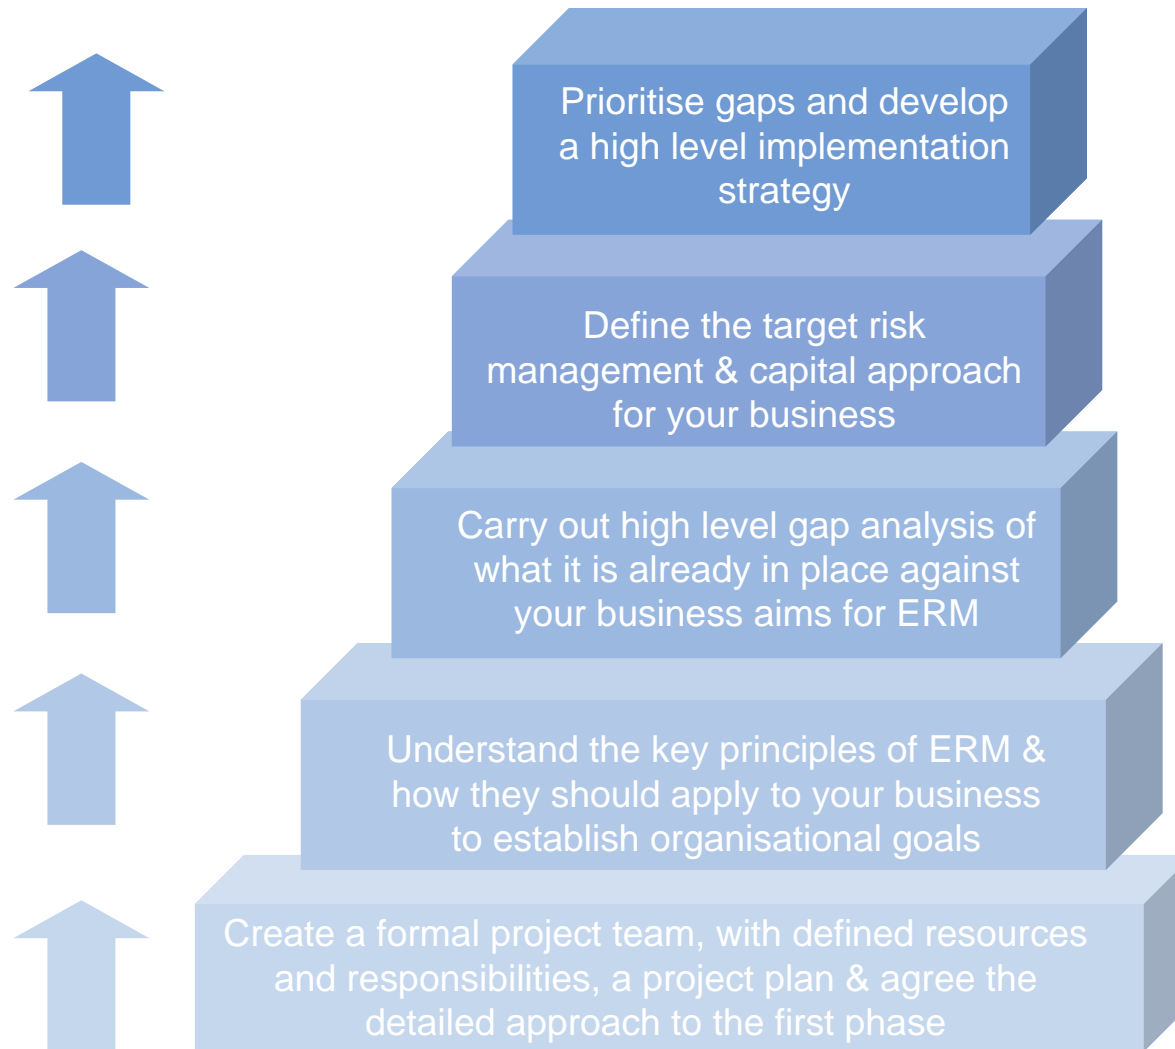 Prioritise gaps and develop
a high level implementation
strategy
Define the target risk
management & capital approach
for your business
Carry out high level gap analysis of
what it is already in place against
your business aims for ERM
Understand the key principles of ERM &
how they should apply to your business
to establish organisational goals
Create a formal project team, with defined resources
and responsibilities, a project plan & agree the
detailed approach to the first phase